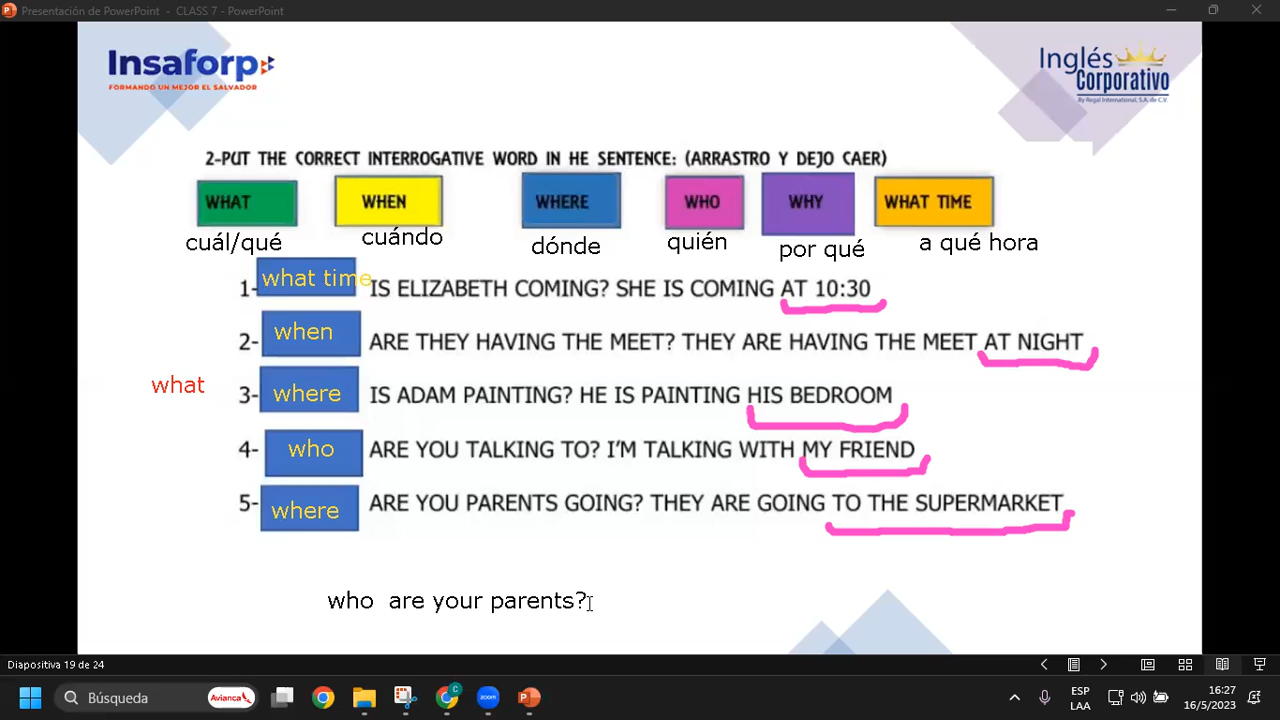 Presentación de PowerPoint - CLASS 7 - PowerPoint
Insaforp
FORMANDO UN MEJOR EL SALVADOR
Inglés
Corporativo
By Regal International, S.A. de C.V.
2-PUT THE CORRECT INTERROGATIVE WORD IN HE SENTENCE: (ARRASTRO Y DEJO CAER)
WHAT WHEN WHERE WHO WHY WHAT TIME
cuál/qué cuándo dónde quién por qué a qué hora
1- what time IS ELIZABETH COMING? SHE IS COMING AT 10:30
2- when ARE THEY HAVING THE MEET? THEY ARE HAVING THE MEET AT NIGHT
what 3- where IS ADAM PAINTING? HE IS PAINTING HIS BEDROOM
4- who ARE YOU TALKING TO? I'M TALKING WITH MY FRIEND
5- where ARE YOU PARENTS GOING? THEY ARE GOING TO THE SUPERMARKET
who are your parents?
Diapositiva 19 de 24
Búsqueda Avianca zoom ESP 16:27
LAA 16/5/2023